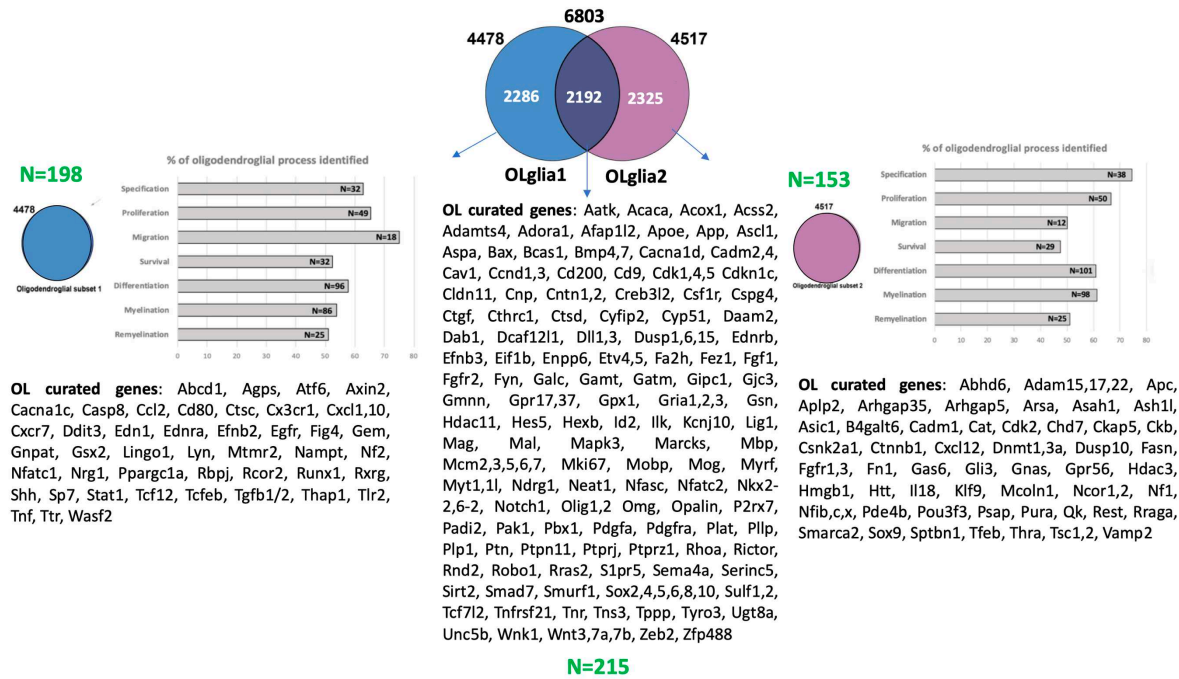 6803
4478
4517
2286
2192
2325
OLglia1
OLglia2
N=198
4478
Oligodendroglial subset 1
% of oligodendroglial process identified
Specification N=32
Proliferation N=49
Migration N=18
Survival N=32
Differentiation N=96
Myelination N=86
Remyelination N=25
0 10 20 30 40 50 60 70 80
OL curated genes: Abcd1, Agps, Atf6, Axin2,
Cacna1c, Casp8, Ccl2, Cd80, Ctsc, Cx3cr1, Cxcl1,10,
Cxcr7, Ddit3, Edn1, Ednra, Efnb2, Egfr, Fig4, Gem,
Gnpat, Gsx2, Lingo1, Lyn, Mtmr2, Nampt, Nf2,
Nfatc1, Nrg1, Ppargc1a, Rbpj, Rcor2, Runx1, Rxrg,
Shh, Sp7, Stat1, Tcf12, Tcfeb, Tgfb1/2, Thap1, Tlr2,
Tnf, Ttr, Wasf2
OL curated genes: Aatk, Acaca, Acox1, Acss2,
Adamts4, Adora1, Afap1l2, Apoe, App, Ascl1,
Aspa, Bax, Bcas1, Bmp4,7, Cacna1d, Cadm2,4,
Cav1, Ccnd1,3, Cd200, Cd9, Cdk1,4,5 Cdkn1c,
Cldn11, Cnp, Cntn1,2, Creb3l2, Csf1r, Cspg4,
Ctgf, Cthrc1, Ctsd, Cyfip2, Cyp51, Daam2,
Dab1, Dcaf12l1, Dll1,3, Dusp1,6,15, Ednrb,
Efnb3, Eif1b, Enpp6, Etv4,5, Fa2h, Fez1, Fgf1,
Fgfr2, Fyn, Galc, Gamt, Gatm, Gipc1, Gjc3,
Gmnn, Gpr17,37, Gpx1, Gria1,2,3, Gsn,
Hdac11, Hes5, Hexb, Id2, Ilk, Kcnj10, Lig1,
Mag, Mal, Mapk3, Marcks, Mbp,
Mcm2,3,5,6,7, Mki67, Mobp, Mog, Myrf,
Myt1,1l, Ndrg1, Neat1, Nfasc, Nfatc2, Nkx2-
2,6-2, Notch1, Olig1,2 Omg, Opalin, P2rx7,
Padi2, Pak1, Pbx1, Pdgfa, Pdgfra, Plat, Pllp,
Plp1, Ptn, Ptpn11, Ptprj, Ptprz1, Rhoa, Rictor,
Rnd2, Robo1, Rras2, S1pr5, Sema4a, Serinc5,
Sirt2, Smad7, Smurf1, Sox2,4,5,6,8,10, Sulf1,2,
Tcf7l2, Tnfrsf21, Tnr, Tns3, Tppp, Tyro3, Ugt8a,
Unc5b, Wnk1, Wnt3,7a,7b, Zeb2, Zfp488
N=215
N=153
4517
Oligodendroglial subset 2
% of oligodendroglial process identified
Specification N=38
Proliferation N=50
Migration N=12
Survival N=29
Differentiation N=101
Myelination N=98
Remyelination N=25
0 10 20 30 40 50 60 70 80
OL curated genes: Abhd6, Adam15,17,22, Apc,
Aplp2, Arhgap35, Arhgap5, Arsa, Asah1, Ash1l,
Asic1, B4galt6, Cadm1, Cat, Cdk2, Chd7, Ckap5, Ckb,
Csnk2a1, Ctnnb1, Cxcl12, Dnmt1,3a, Dusp10, Fasn,
Fgfr1,3, Fn1, Gas6, Gli3, Gnas, Gpr56, Hdac3,
Hmgb1, Htt, Il18, Klf9, Mcoln1, Ncor1,2, Nf1,
Nfib,c,x, Pde4b, Pou3f3, Psap, Pura, Qk, Rest, Rraga,
Smarca2, Sox9, Sptbn1, Tfeb, Thra, Tsc1,2, Vamp2